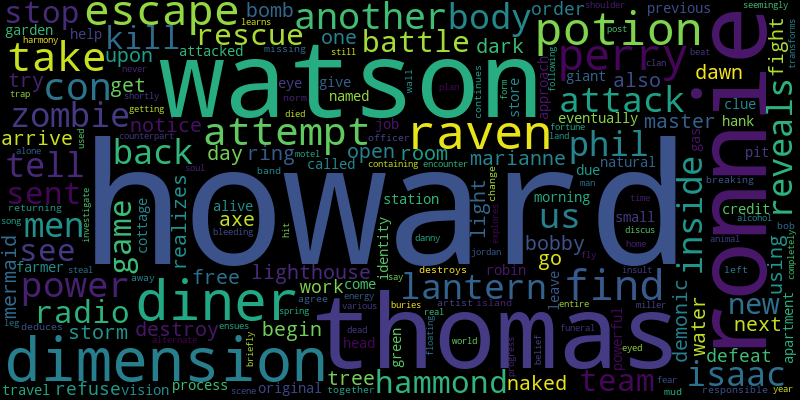 stop escape another bomb body order previous seemingly
garden help kill rescue one battle dark potion learns shoulder
harmony take upon attacked missing still eye give norm named died watson wall plan continues form store approach following post clan beat transforms
try con get zombie trap never shortly getting perry giant also dawn fight
arrive notice attempt job officer raven containing encounter attack eventually clue hank master
alone counterpart used tell back day ring open room called marianne motel fortune land phil due natural pit breaking ronnie reveals
sent soul band howard change man gas
returning song investigate men cottage realizes game alive axe bleeding hit station identity danny light explores us morning small time discus credit alcohol bob completely
mermaid see farmer steal away free lighthouse destroys jordan robin bobby go fly home insult animal inside using
power radio diner work come agree energy various isay buries artist island lantern leave find demonic water left new apartment
leg deduces storm destroy alternate ensues briefly begin spring head dead green real floating world thomas entire funeral eyed miller powerful belief progress next defeat
dimension tree together hammond naked team fear mud isaac responsible year
travel refuse vision process scene original